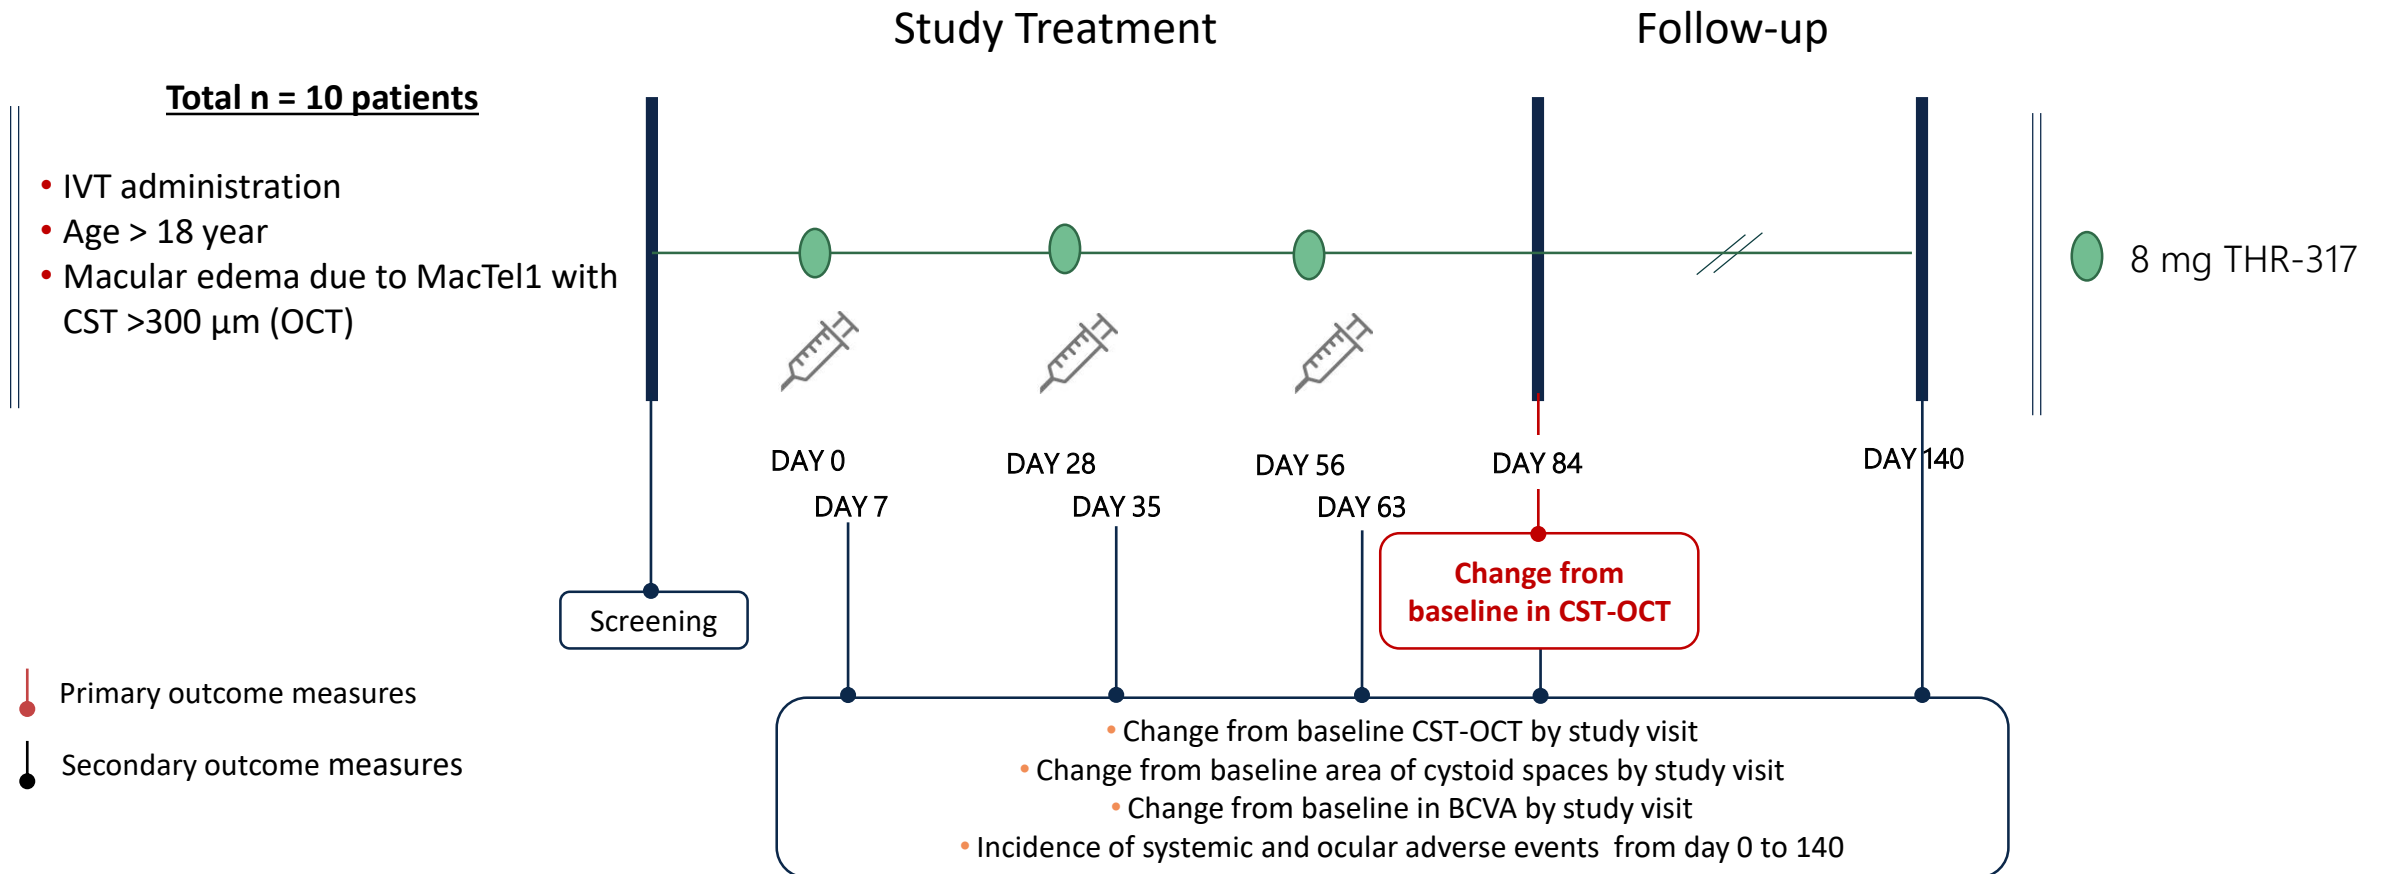 Study Treatment
Follow-up
Total n = 10 patients
• IVT administration
• Age > 18 year
• Macular edema due to MacTel1 with
CST >300 µm (OCT)
8 mg THR-317
DAY 0
DAY 28
DAY 56
DAY 84
DAY 140
DAY 7
DAY 35
DAY 63
Screening
Change from
baseline in CST-OCT
Primary outcome measures
Secondary outcome measures
• Change from baseline CST-OCT by study visit
• Change from baseline area of cystoid spaces by study visit
• Change from baseline in BCVA by study visit
• Incidence of systemic and ocular adverse events from day 0 to 140